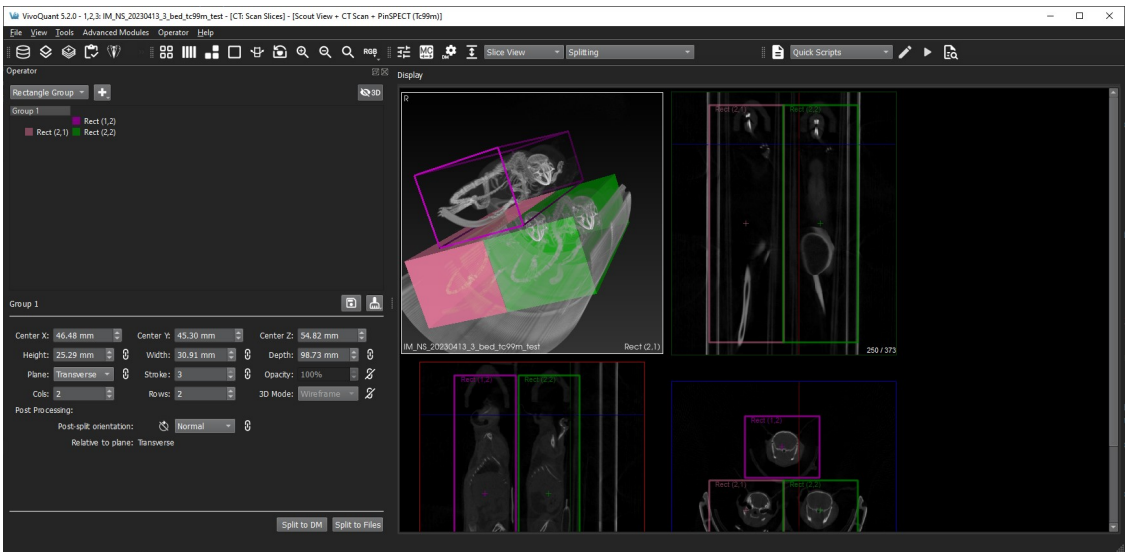 VivoQuant 5.2.0 - 1,2,3: IM_NS_20230413_3_bed_tc99m_test - [CT: Scan Slices] - [Scout View + CT Scan + PinSPECT (Tc99m)]
File View Tools Advanced Modules Operator Help
RGB MC DM Slice View Splitting Quick Scripts
Operator
Display
Rectangle Group 3D
Group 1
Rect (1,2)
Rect (2,1) Rect (2,2)
Group 1
Center X: 46.48 mm Center Y: 45.30 mm Center Z: 54.82 mm
Height: 25.29 mm Width: 30.91 mm Depth: 98.73 mm
Plane: Transverse Stroke: 3 Opacity: 100%
Cols: 2 Rows: 2 3D Mode: Wireframe
Post Processing:
Post-split orientation: Normal
Relative to plane: Transverse
Split to DM Split to Files
R
IM_NS_20230413_3_bed_tc99m_test Rect (2,1)
Rect (2,1) Rect (2,2)
250 / 373
Rect (1,2) Rect (2,2)
Rect (1,2)
Rect (2,1) Rect (2,2)